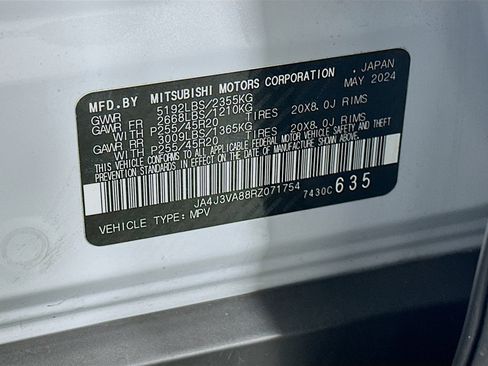 MFD.BY MITSUBISHI MOTORS CORPORATION , JAPAN
GVWR 5192LBS/2355KG MAY 2024
GAWR FR 2668LBS/1210KG
WITH P255/45R20 TIRES 20X8.0J RIMS
GAWR RR 3009LBS/1365KG
WITH P255/45R20 TIRES 20X8.0J RIMS
THIS VEHICLE CONFORMS TO ALL APPLICABLE FEDERAL MOTOR VEHICLE SAFETY AND THEFT
PREVENTION STANDARDS IN EFFECT ON THE DATE OF MANUFACTURE SHOWN ABOVE.
JA4J3VA88RZ071754 7430C 635
VEHICLE TYPE: MPV